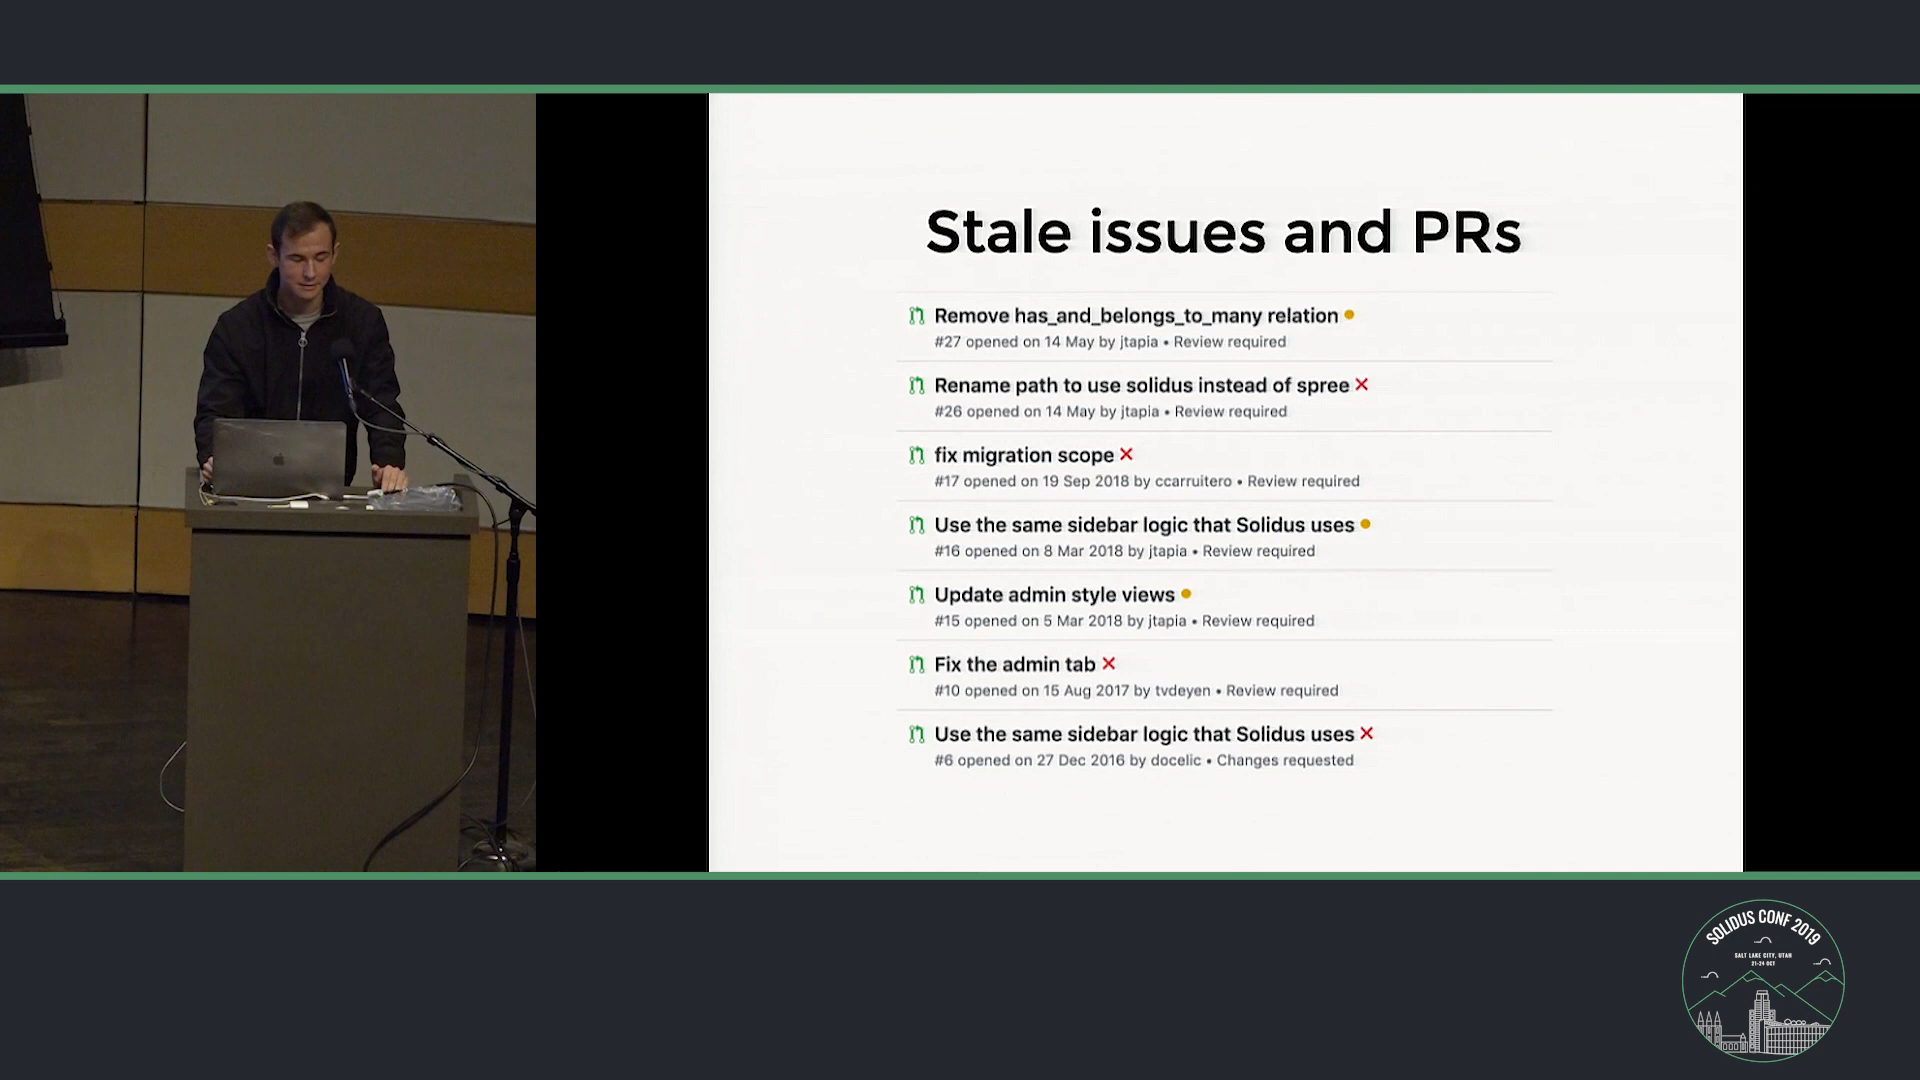 Stale issues and PRs
Remove has_and_belongs_to_many relation
#27 opened on 14 May by jtapia • Review required
Rename path to use solidus instead of spree
#26 opened on 14 May by jtapia • Review required
fix migration scope
#17 opened on 19 Sep 2018 by ccarruitero • Review required
Use the same sidebar logic that Solidus uses
#16 opened on 8 Mar 2018 by jtapia • Review required
Update admin style views
#15 opened on 5 Mar 2018 by jtapia • Review required
Fix the admin tab
#10 opened on 15 Aug 2017 by tvdeyen • Review required
Use the same sidebar logic that Solidus uses
#6 opened on 27 Dec 2016 by docelic • Changes requested
SOLIDUS CONF 2019
SALT LAKE CITY, UTAH
21-24 OCT